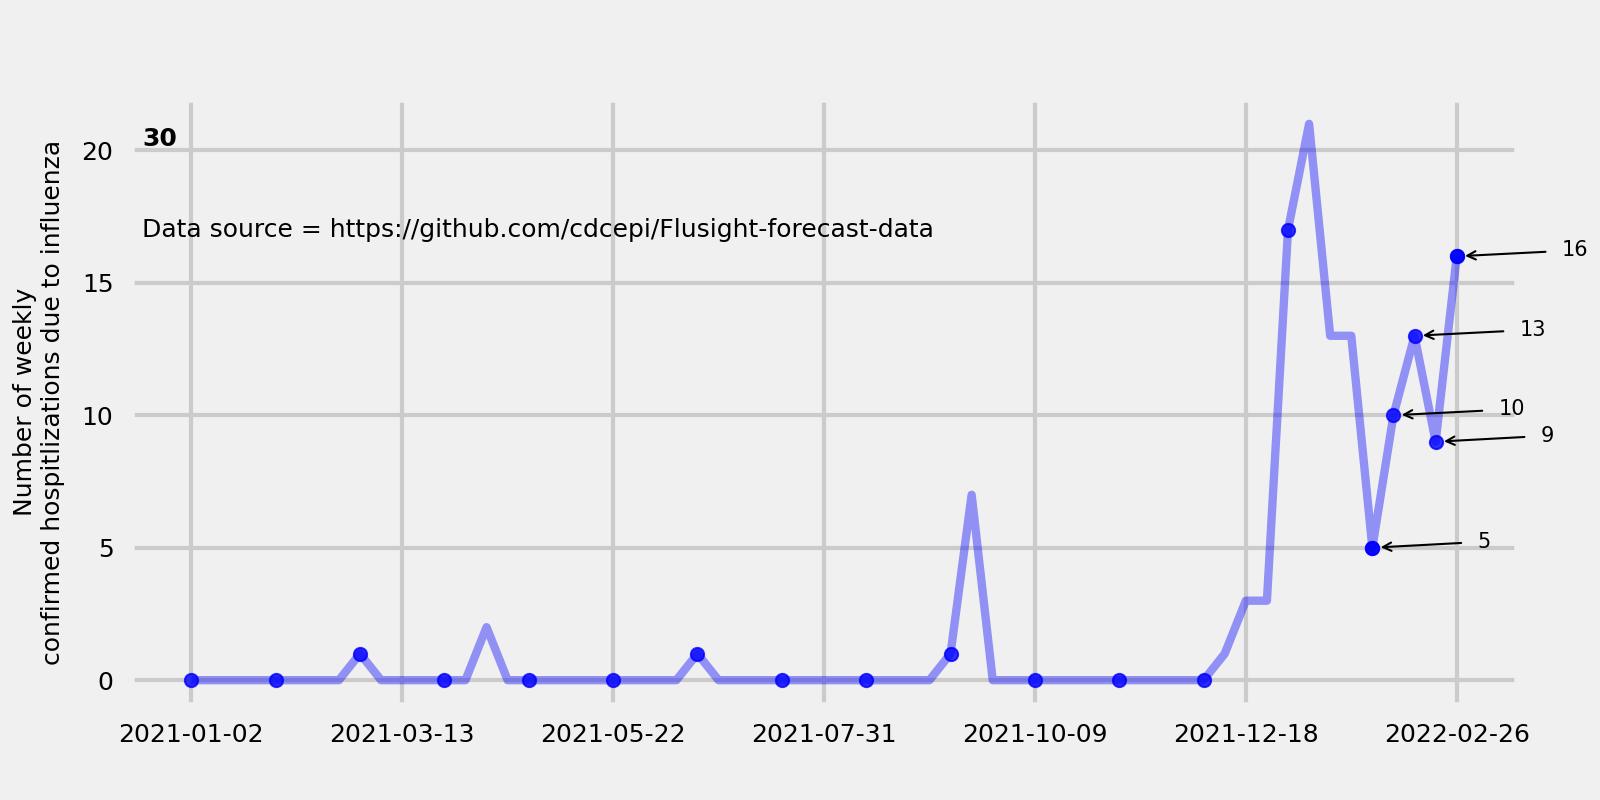 30
Data source = https://github.com/cdcepi/Flusight-forecast-data
Number of weekly
confirmed hospitlizations due to influenza
20
15
10
5
0
16
13
10
9
5
2021-01-02 2021-03-13 2021-05-22 2021-07-31 2021-10-09 2021-12-18 2022-02-26